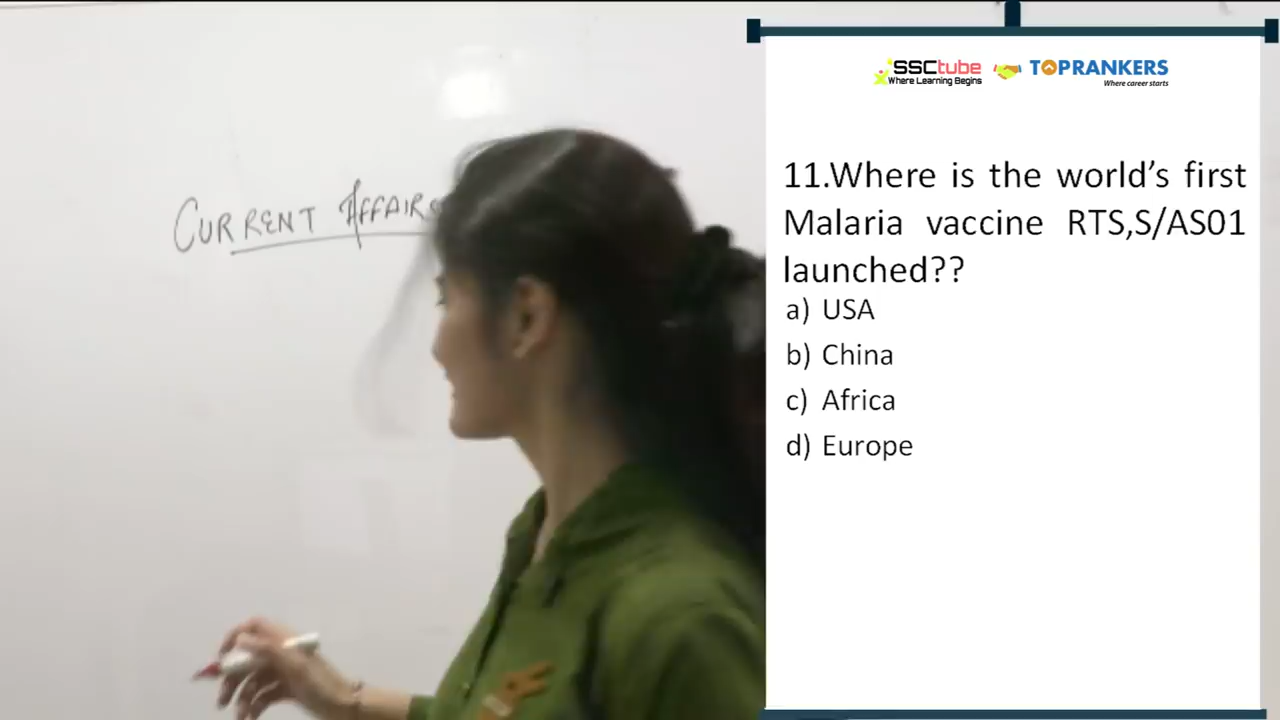 CURRENT AFFAIRS
SSCtube
Where Learning Begins
TOPRANKERS
Where career starts
11.Where is the world’s first
Malaria vaccine RTS,S/AS01
launched??
a) USA
b) China
c) Africa
d) Europe